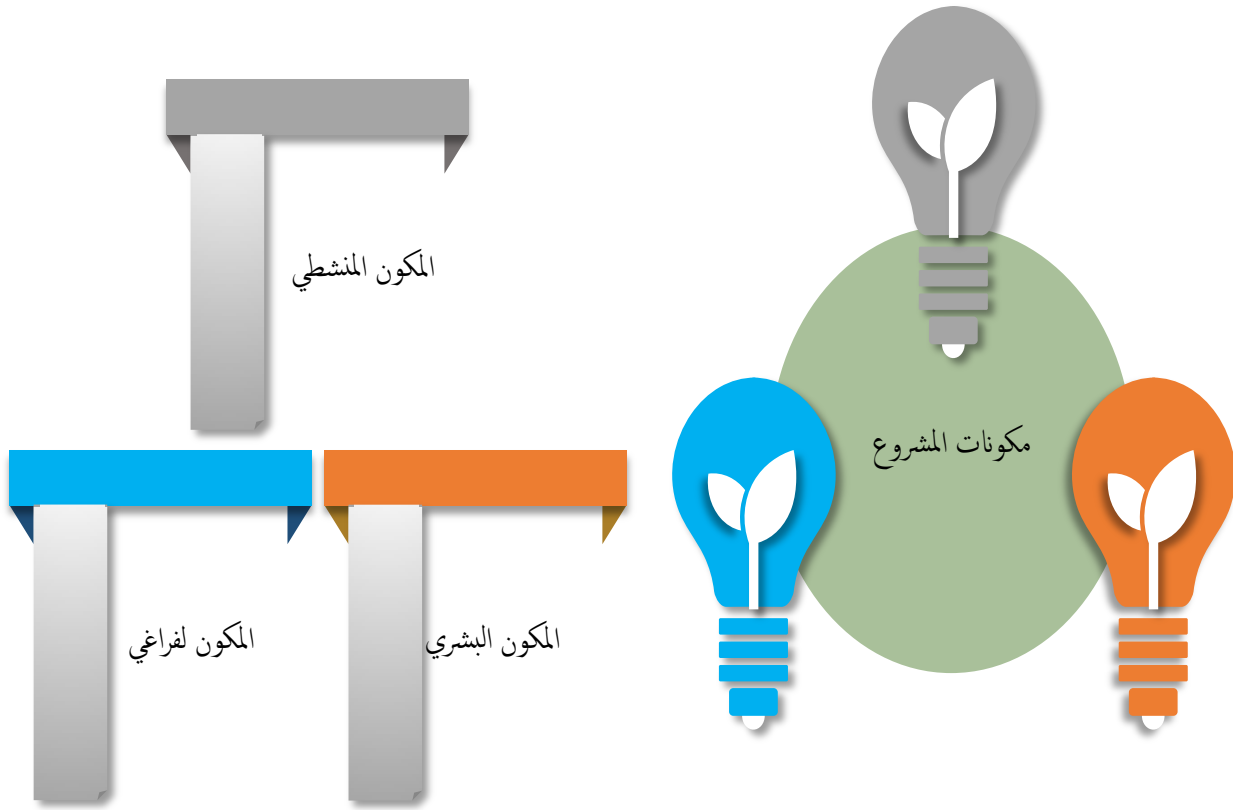 المكون المنشطي
مكونات المشروع
المكون البشري
المكون لفراغي